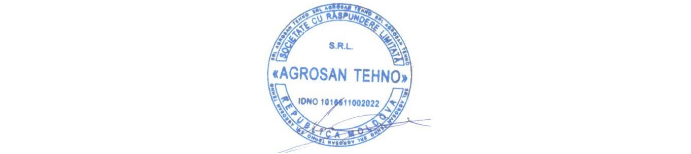 SOCIETATE CU RĂSPUNDERE LIMITATĂ
S.R.L.
«AGROSAN TEHNO»
IDNO 1016611002022
REPUBLICA MOLDOVA